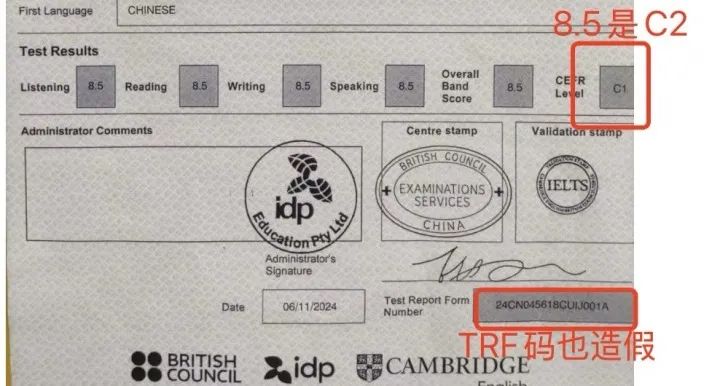 First Language CHINESE
8.5是C2
Test Results
Listening 8.5 Reading 8.5 Writing 8.5 Speaking 8.5 Overall Band Score 8.5 CEFR Level C1
Administrator Comments
Centre stamp
Validation stamp
idp
Education Pty Ltd
BRITISH COUNCIL
EXAMINATIONS
SERVICES
CHINA
IELTS
Administrator's
Signature
Date 06/11/2024
Test Report Form
Number 24CN045618CUIJ001A
TRF码也造假
BRITISH
COUNCIL
idp
CAMBRIDGE
English